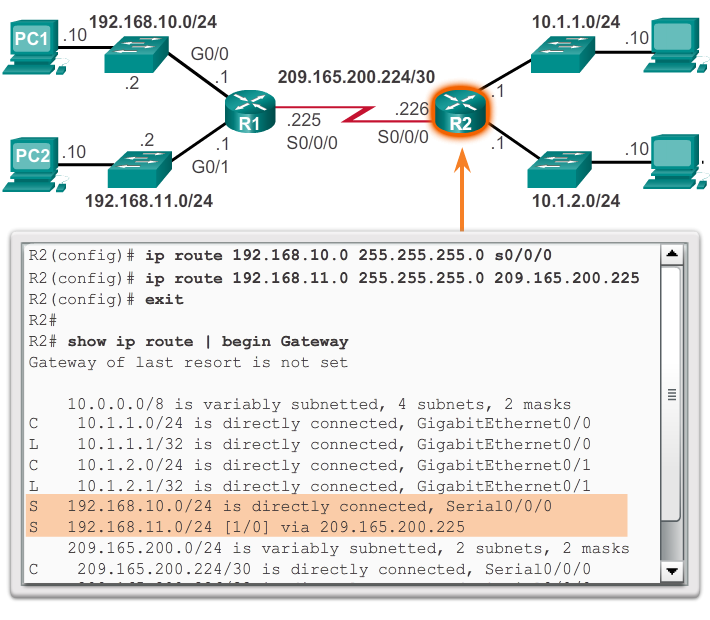 192.168.10.0/24
10.1.1.0/24
PC1
.10
G0/0
.10
.2
.1
209.165.200.224/30
.1
R1
.225
.226
R2
S0/0/0
S0/0/0
.2
.1
.1
PC2
.10
G0/1
.10
192.168.11.0/24
10.1.2.0/24
R2(config)# ip route 192.168.10.0 255.255.255.0 s0/0/0
R2(config)# ip route 192.168.11.0 255.255.255.0 209.165.200.225
R2(config)# exit
R2#
R2# show ip route | begin Gateway
Gateway of last resort is not set
10.0.0.0/8 is variably subnetted, 4 subnets, 2 masks
C 10.1.1.0/24 is directly connected, GigabitEthernet0/0
L 10.1.1.1/32 is directly connected, GigabitEthernet0/0
C 10.1.2.0/24 is directly connected, GigabitEthernet0/1
L 10.1.2.1/32 is directly connected, GigabitEthernet0/1
S 192.168.10.0/24 is directly connected, Serial0/0/0
S 192.168.11.0/24 [1/0] via 209.165.200.225
209.165.200.0/24 is variably subnetted, 2 subnets, 2 masks
C 209.165.200.224/30 is directly connected, Serial0/0/0